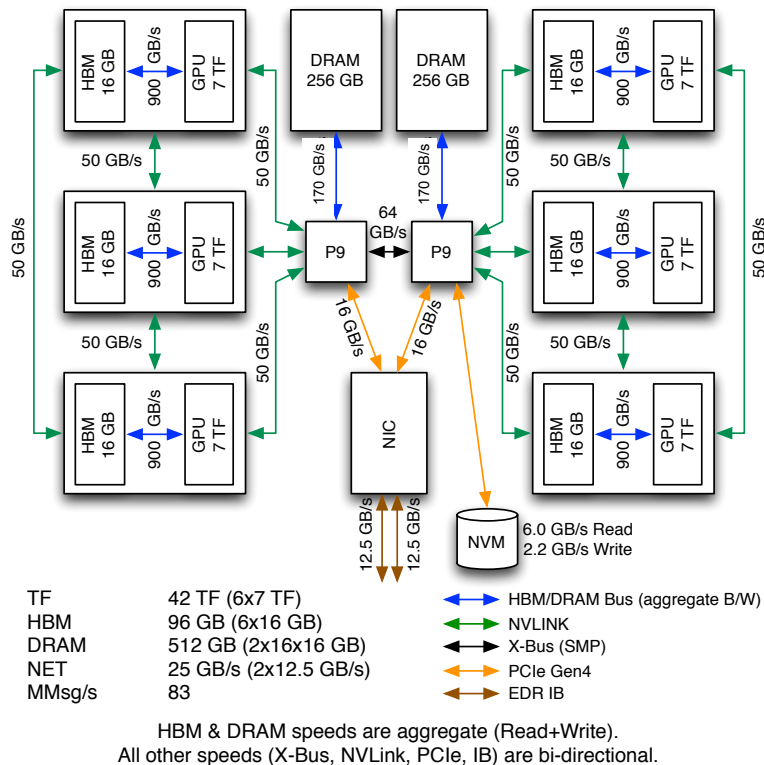 HBM
16 GB
900
GB/s
GPU
7 TF
DRAM
256 GB
DRAM
256 GB
HBM
16 GB
900
GB/s
GPU
7 TF
50 GB/s
50 GB/s
170 GB/s
170 GB/s
50 GB/s
50 GB/s
64
GB/s
50 GB/s
HBM
16 GB
900
GB/s
GPU
7 TF
P9
P9
HBM
16 GB
900
GB/s
GPU
7 TF
50 GB/s
50 GB/s
50 GB/s
16 GB/s
16 GB/s
50 GB/s
50 GB/s
HBM
16 GB
900
GB/s
GPU
7 TF
NIC
HBM
16 GB
900
GB/s
GPU
7 TF
12.5 GB/s
12.5 GB/s
NVM
6.0 GB/s Read
2.2 GB/s Write
TF 42 TF (6x7 TF)
HBM 96 GB (6x16 GB)
DRAM 512 GB (2x16x16 GB)
NET 25 GB/s (2x12.5 GB/s)
MMsg/s 83
HBM/DRAM Bus (aggregate B/W)
NVLINK
X-Bus (SMP)
PCIe Gen4
EDR IB
HBM & DRAM speeds are aggregate (Read+Write).
All other speeds (X-Bus, NVLink, PCIe, IB) are bi-directional.